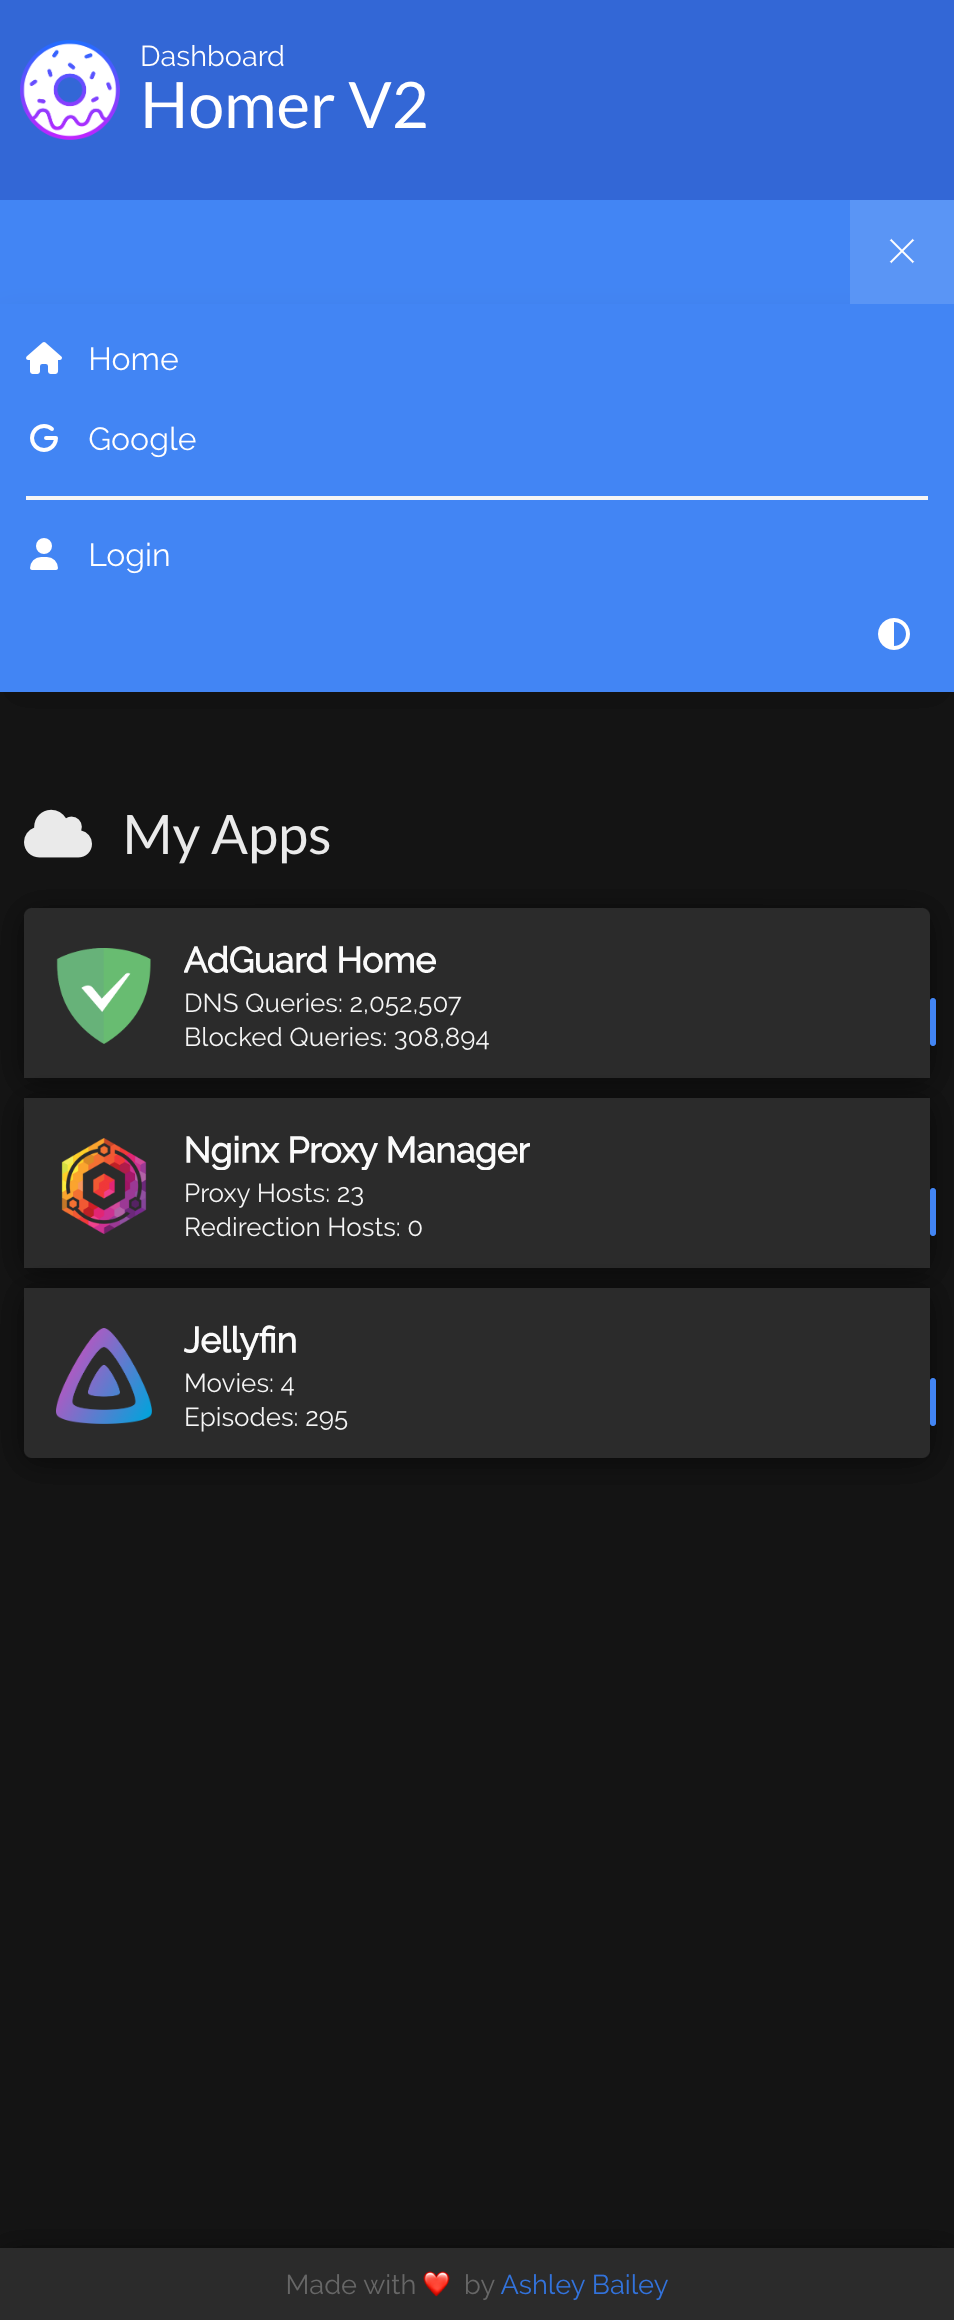 Dashboard
Homer V2
Home
Google
Login
My Apps
AdGuard Home
DNS Queries: 2,052,507
Blocked Queries: 308,894
Nginx Proxy Manager
Proxy Hosts: 23
Redirection Hosts: 0
Jellyfin
Movies: 4
Episodes: 295
Made with ❤️ by Ashley Bailey